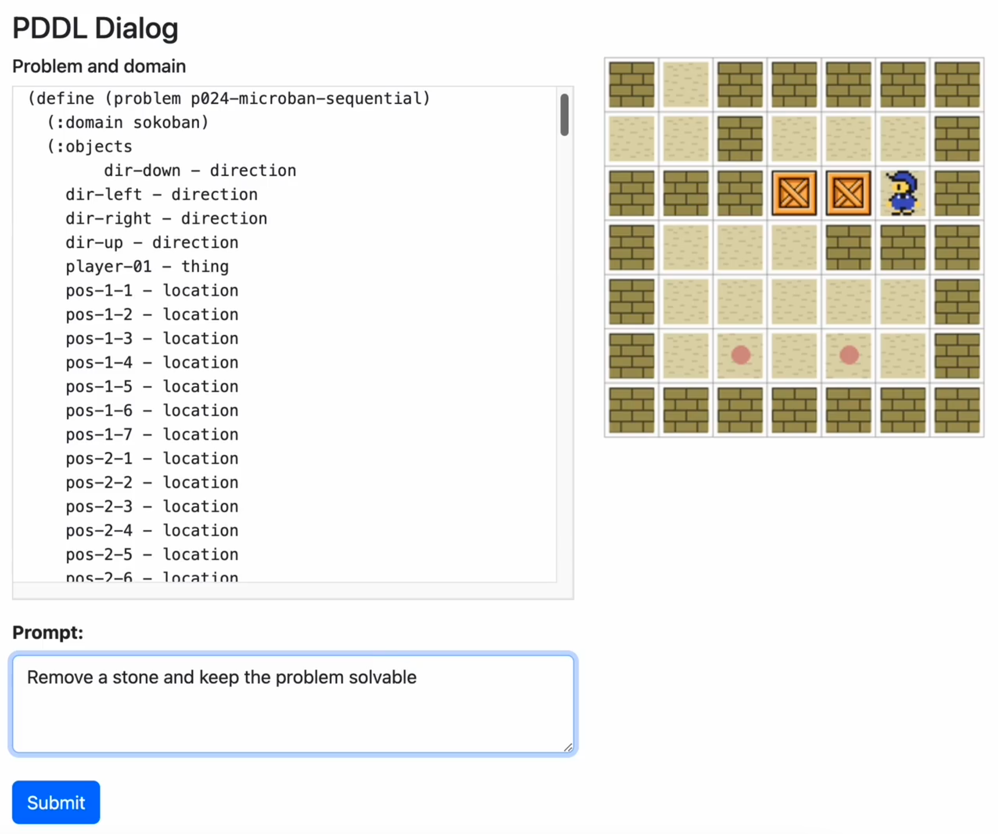 PDDL Dialog
Problem and domain
(define (problem p024-microban-sequential)
(:domain sokoban)
(:objects
dir-down - direction
dir-left - direction
dir-right - direction
dir-up - direction
player-01 - thing
pos-1-1 - location
pos-1-2 - location
pos-1-3 - location
pos-1-4 - location
pos-1-5 - location
pos-1-6 - location
pos-1-7 - location
pos-2-1 - location
pos-2-2 - location
pos-2-3 - location
pos-2-4 - location
pos-2-5 - location
pos-2-6 - location
Prompt:
Remove a stone and keep the problem solvable
Submit